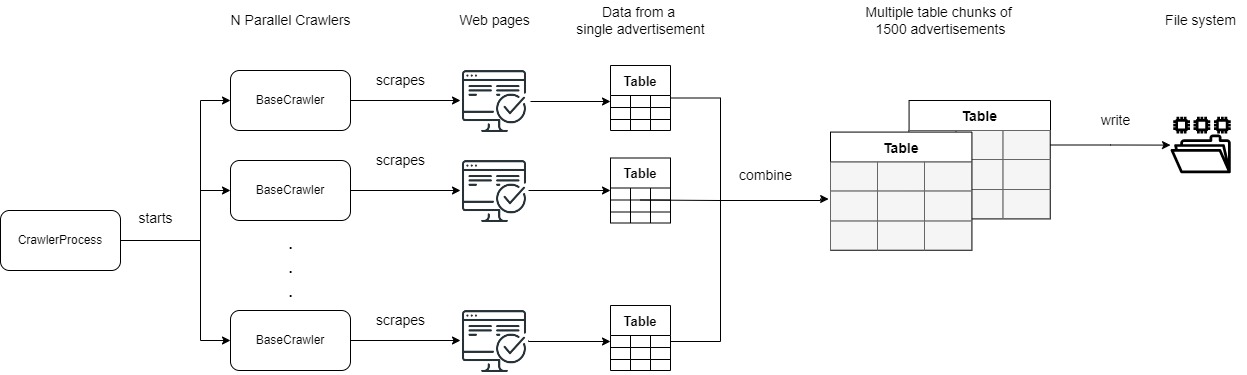 N Parallel Crawlers
Web pages
Data from a
single advertisement
Multiple table chunks of
1500 advertisements
File system
BaseCrawler
scrapes
Table
Table
write
Table
BaseCrawler
scrapes
Table
combine
CrawlerProcess
starts
.
.
.
BaseCrawler
scrapes
Table